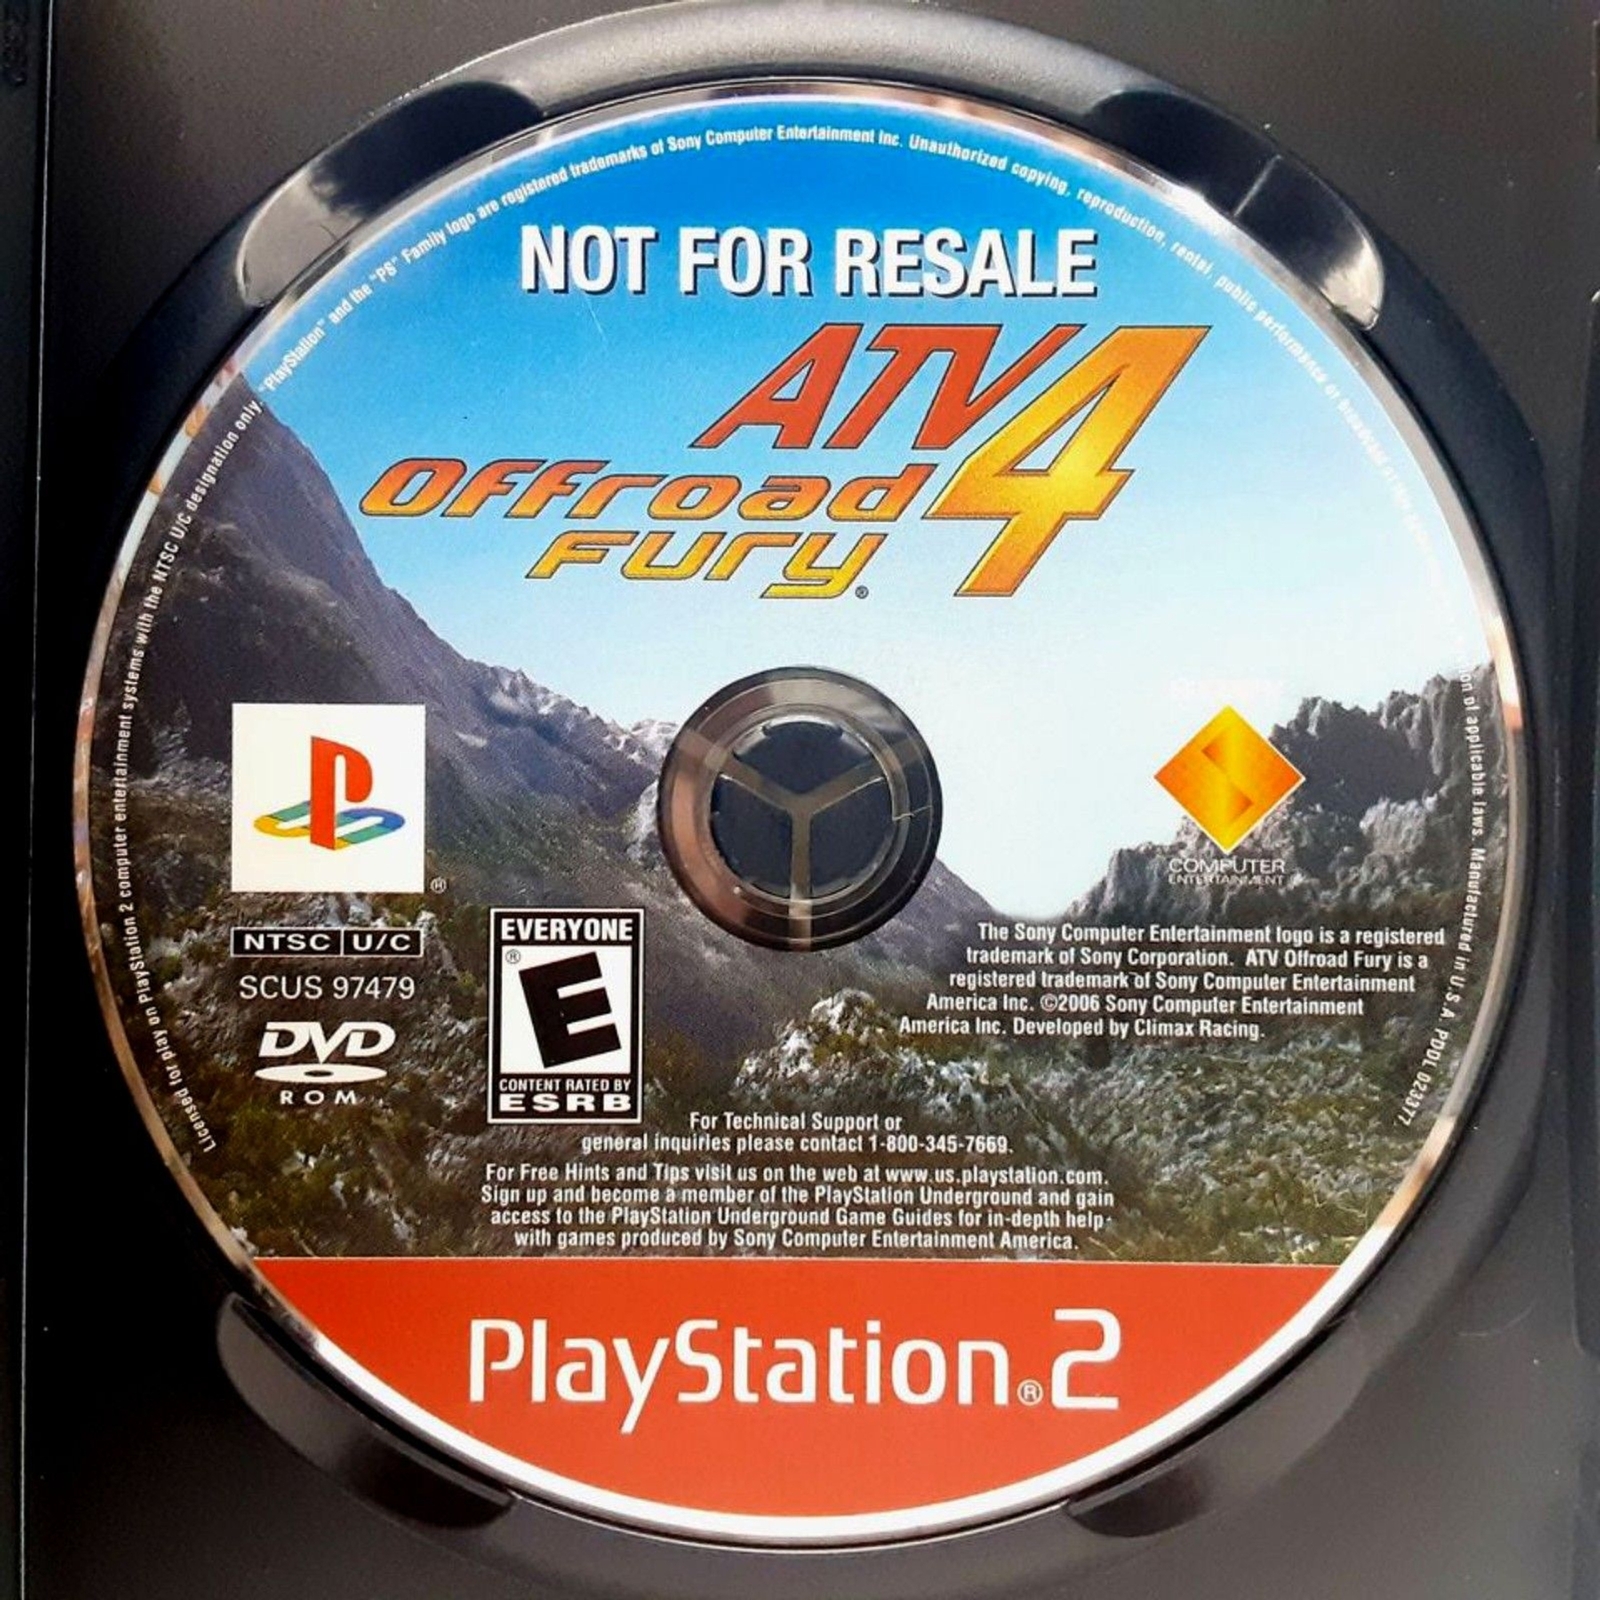 Licensed for play on PlayStation 2 computer entertainment systems with the NTSC U/C designation only. "PlayStation" and the "PS" Family logo are registered trademarks of Sony Computer Entertainment Inc. Unauthorized copying, reproduction, rental, public performance or broadcast of this of applicable laws. Manufactured in U.S.A. PDDL 023377
NOT FOR RESALE
ATV 4
Offroad
Fury®
®
NTSC U/C
SCUS 97479
DVD
ROM
EVERYONE
®
E
CONTENT RATED BY
ESRB
COMPUTER
ENTERTAINMENT
The Sony Computer Entertainment logo is a registered
trademark of Sony Corporation. ATV Offroad Fury is a
registered trademark of Sony Computer Entertainment
America Inc. ©2006 Sony Computer Entertainment
America Inc. Developed by Climax Racing.
For Technical Support or
general inquiries please contact 1-800-345-7669.
For Free Hints and Tips visit us on the web at www.us.playstation.com.
Sign up and become a member of the PlayStation Underground and gain
access to the PlayStation Underground Game Guides for in-depth help
with games produced by Sony Computer Entertainment America.
PlayStation®2